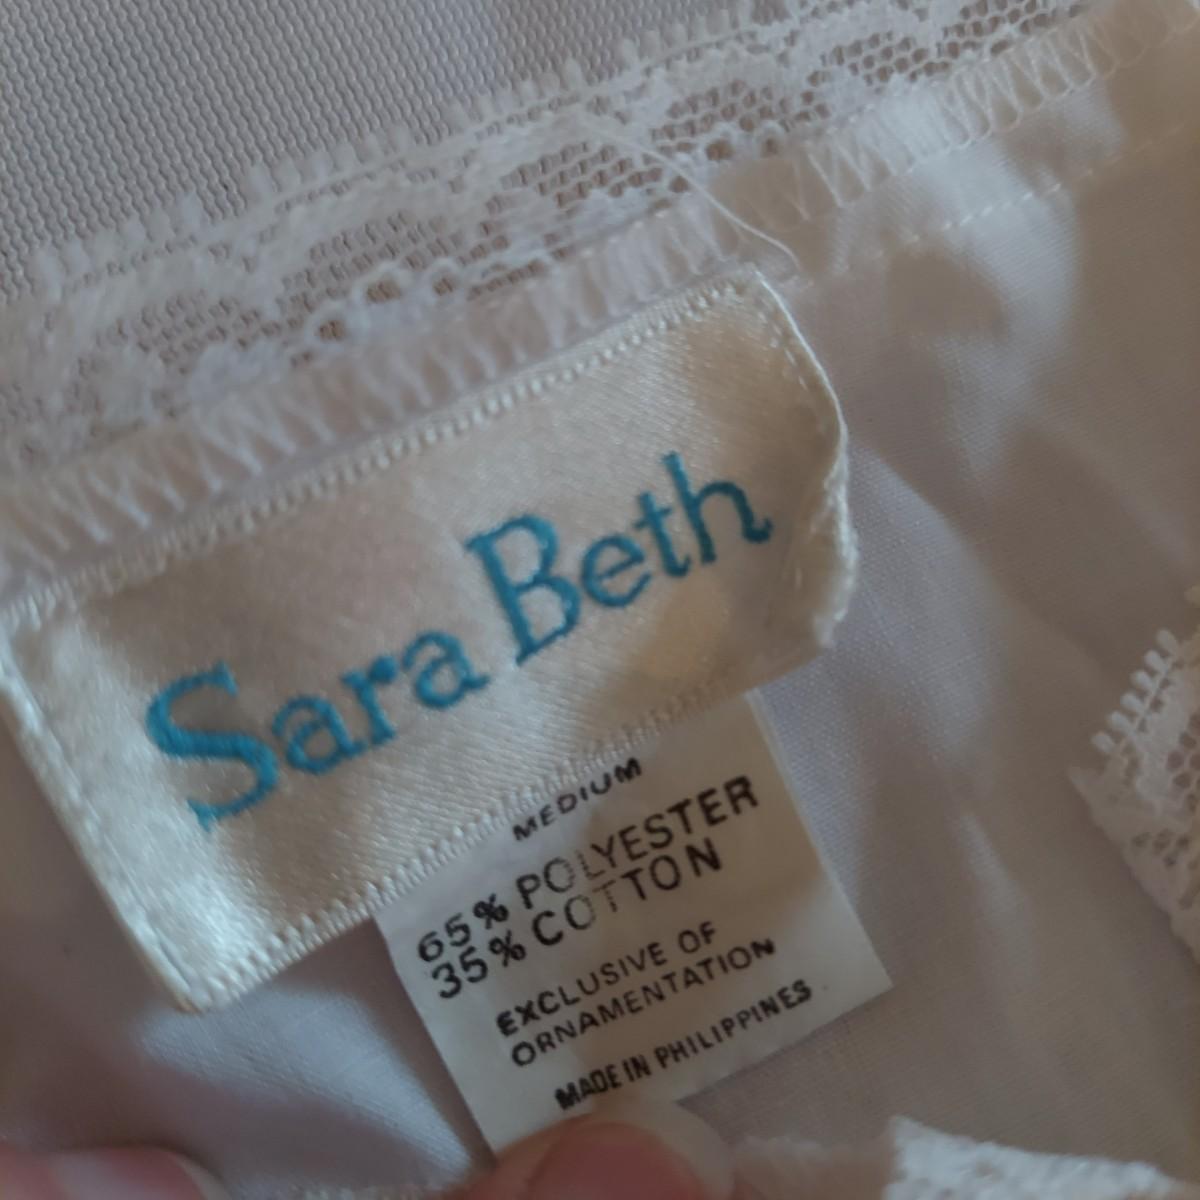 Sara Beth
MEDIUM
65% POLYESTER
35% COTTON
EXCLUSIVE OF
ORNAMENTATION
MADE IN PHILIPPINES